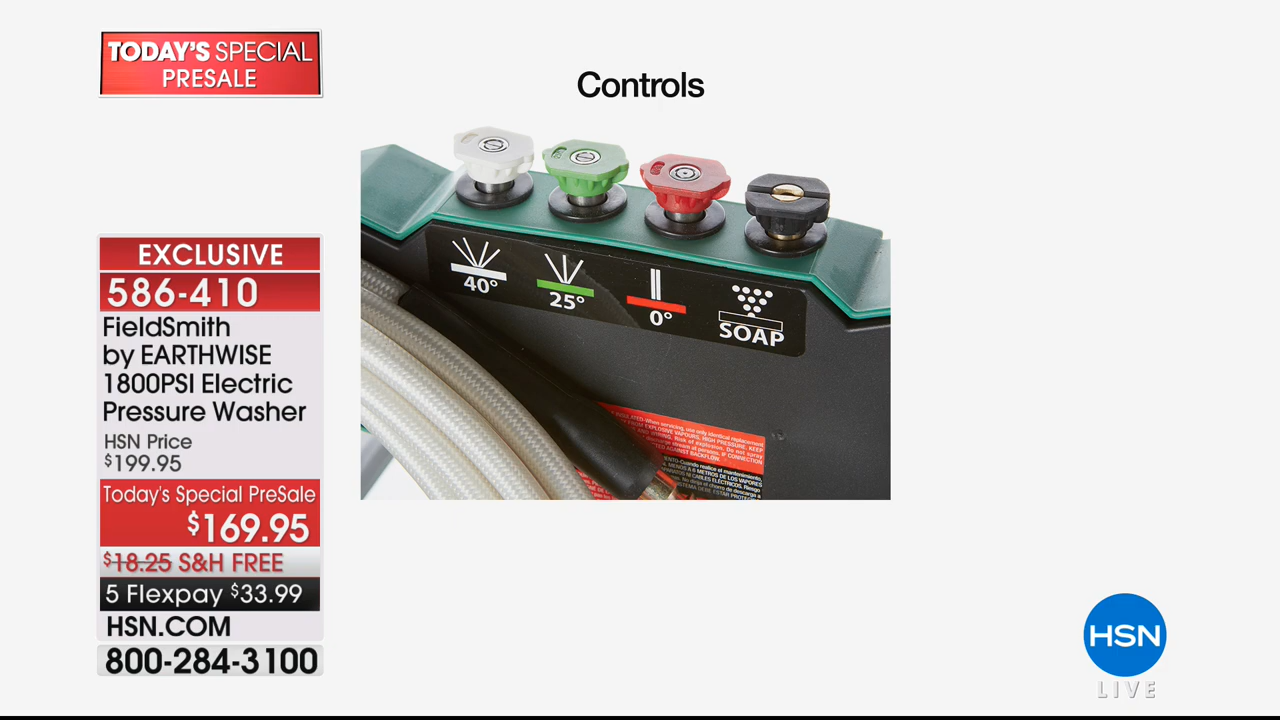 TODAY'S SPECIAL
PRESALE
Controls
40°
25°
0°
SOAP
EXCLUSIVE
586-410
FieldSmith
by EARTHWISE
1800PSI Electric
Pressure Washer
HSN Price
$199.95
Today's Special PreSale
$169.95
$18.25 S&H FREE
5 Flexpay $33.99
HSN.COM
800-284-3100
HSN
LIVE